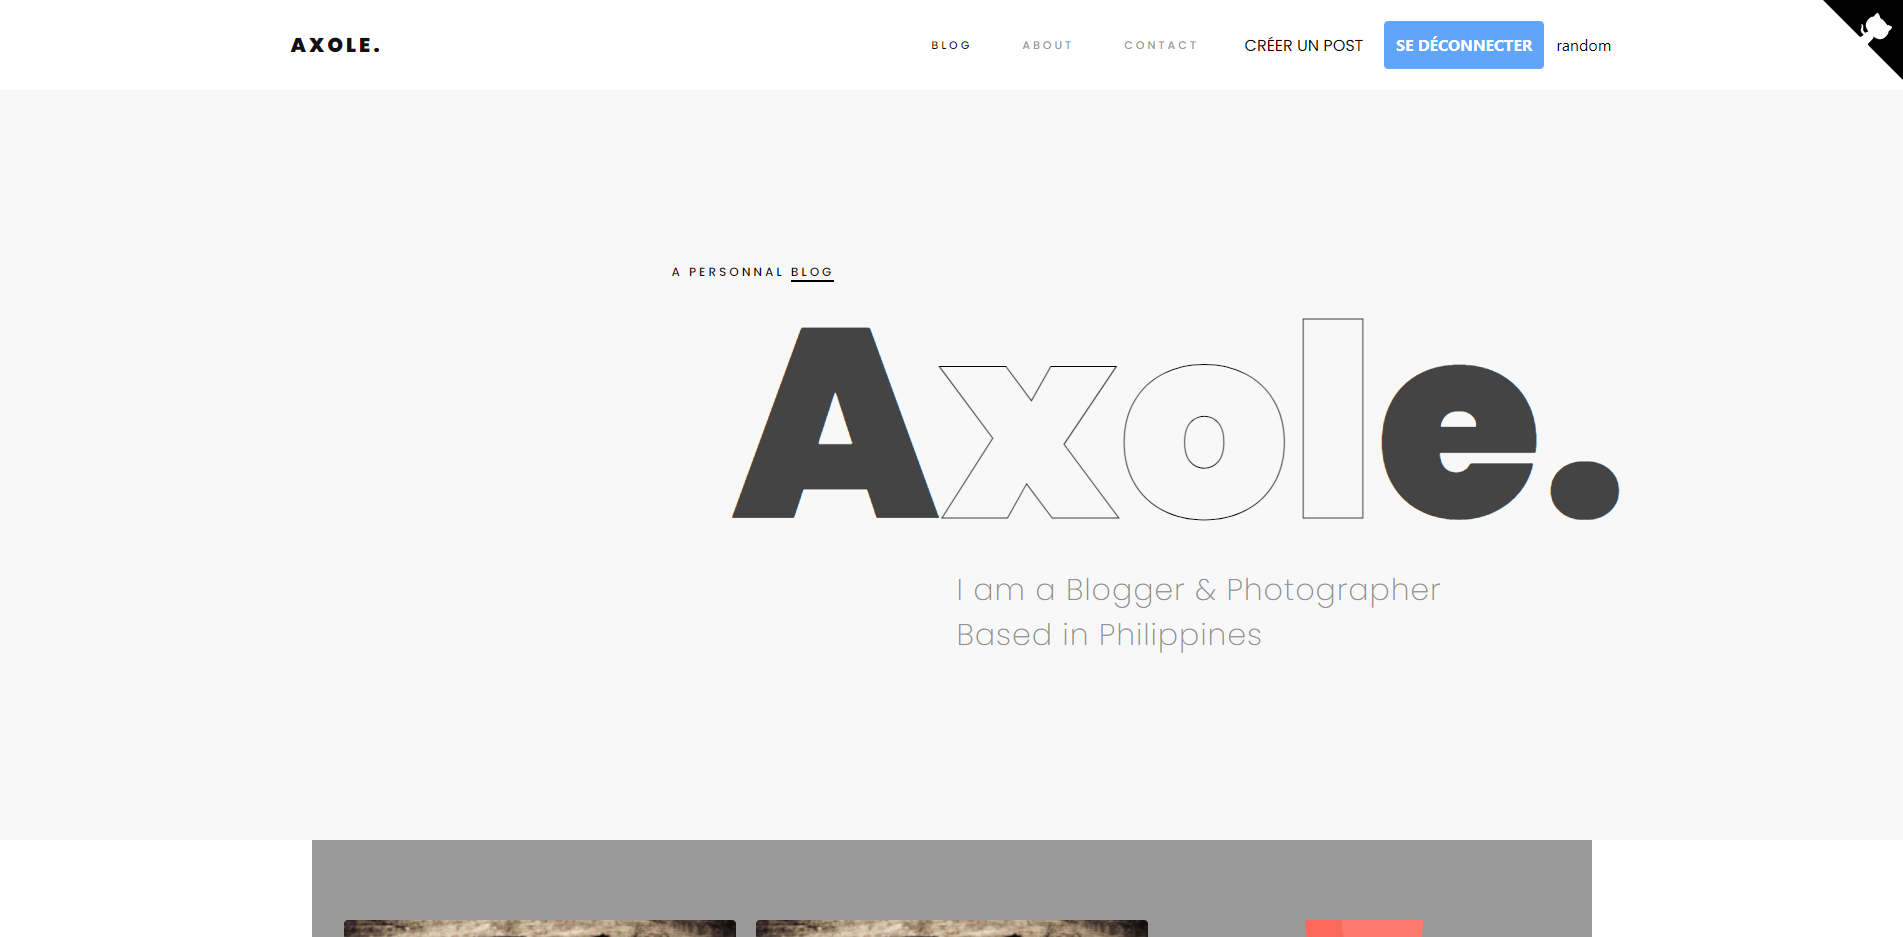 AXOLE.
BLOG ABOUT CONTACT CRÉER UN POST SE DÉCONNECTER random
A PERSONNAL BLOG
Axole.
I am a Blogger & Photographer
Based in Philippines